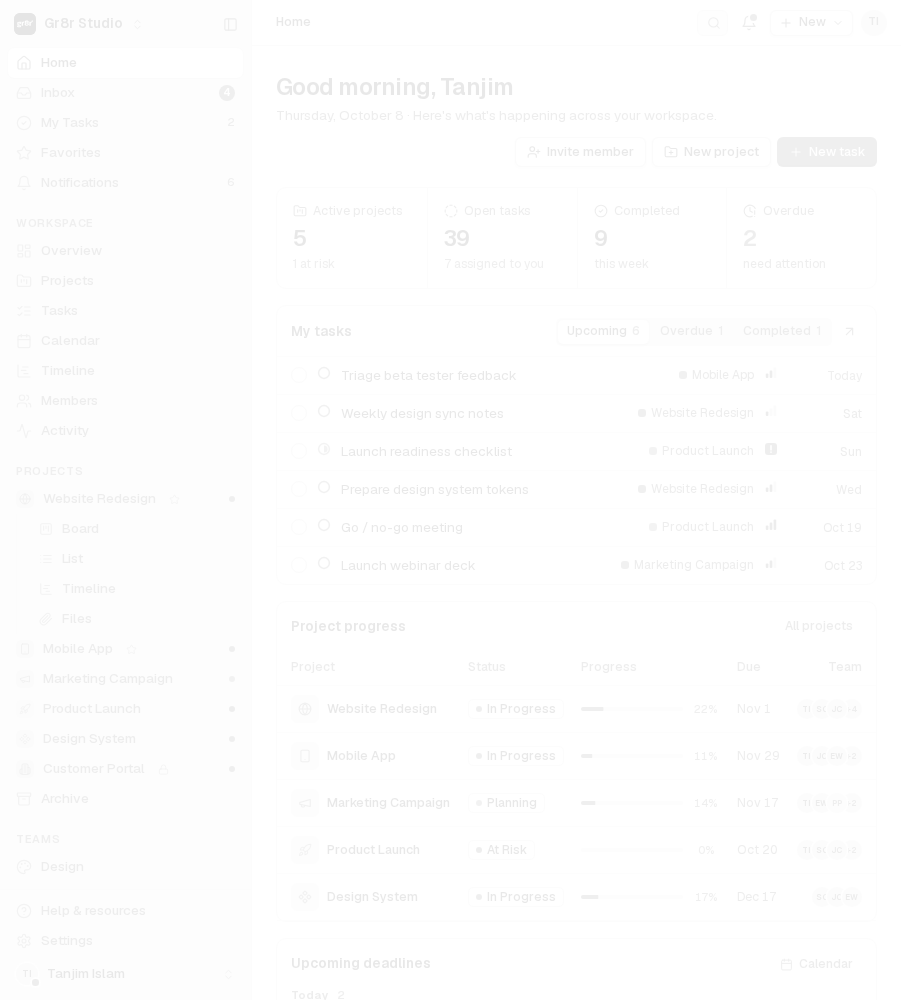 gr8r Gr8r Studio
Home
Inbox 4
My Tasks 2
Favorites
Notifications 6
WORKSPACE
Overview
Projects
Tasks
Calendar
Timeline
Members
Activity
PROJECTS
Website Redesign
Board
List
Timeline
Files
Mobile App
Marketing Campaign
Product Launch
Design System
Customer Portal
Archive
TEAMS
Design
Help & resources
Settings
TI Tanjim Islam
Home New TI
Good morning, Tanjim
Thursday, October 8 · Here's what's happening across your workspace.
Invite member New project New task
Active projects Open tasks Completed Overdue
5 39 9 2
1 at risk 7 assigned to you this week need attention
My tasks Upcoming 6 Overdue 1 Completed 1
Triage beta tester feedback Mobile App Today
Weekly design sync notes Website Redesign Sat
Launch readiness checklist Product Launch Sun
Prepare design system tokens Website Redesign Wed
Go / no-go meeting Product Launch Oct 19
Launch webinar deck Marketing Campaign Oct 23
Project progress All projects
Project Status Progress Due Team
Website Redesign In Progress 22% Nov 1 TI
Mobile App In Progress 11% Nov 29 TI EW
Marketing Campaign Planning 14% Nov 17 TI PP
Product Launch At Risk 0% Oct 20 TI
Design System In Progress 17% Dec 17 EW
Upcoming deadlines Calendar
Today 2